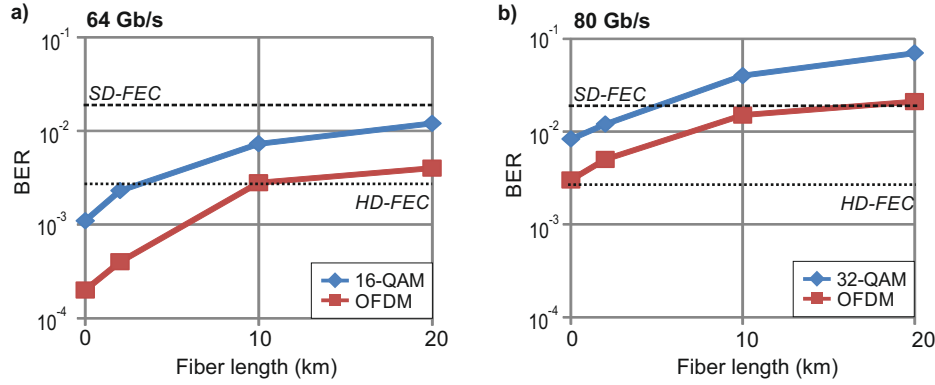 a)
64 Gb/s
10⁻¹
10⁻²
10⁻³
10⁻⁴
BER
SD-FEC
HD-FEC
16-QAM
OFDM
0
10
20
Fiber length (km)
b)
80 Gb/s
10⁻¹
10⁻²
10⁻³
10⁻⁴
BER
SD-FEC
HD-FEC
32-QAM
OFDM
0
10
20
Fiber length (km)